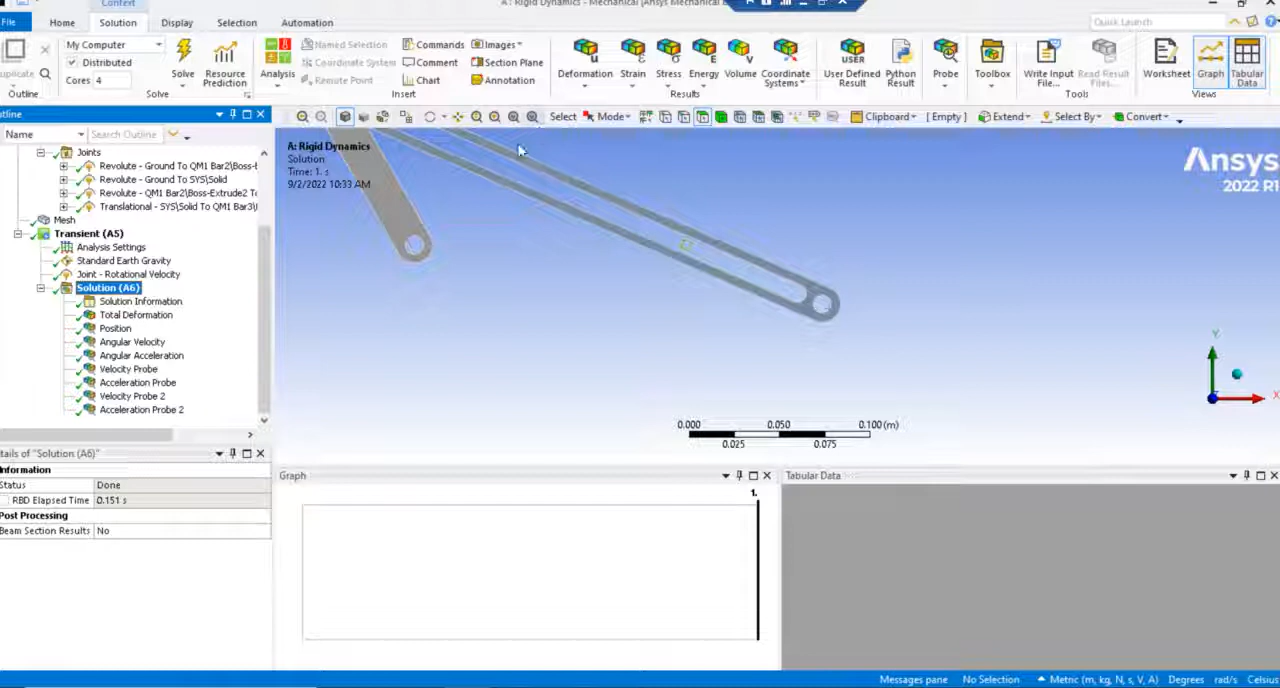 Context
A : Rigid Dynamics - Mechanical [Ansys Mechanical
File Home Solution Display Selection Automation
Quick Launch
My Computer
Distributed
Cores 4
Solve
Resource Prediction
Analysis
Named Selection
Coordinate System
Remote Point
Commands
Comment
Chart
Images
Section Plane
Annotation
Deformation
Strain
Stress
Energy
Volume
Coordinate Systems
User Defined Result
Python Result
Probe
Toolbox
Write Input File...
Read Result Files...
Worksheet
Graph
Tabular Data
Outline Solve Insert Results Tools Views
utline
Select Mode Clipboard [ Empty ] Extend Select By Convert
Name Search Outline
Joints
Revolute - Ground To QM1 Bar2\Boss-E
Revolute - Ground To SYS\Solid
Revolute - QM1 Bar2\Boss-Extrude2 To
Translational - SYS\Solid To QM1 Bar3\
Mesh
Transient (A5)
Analysis Settings
Standard Earth Gravity
Joint - Rotational Velocity
Solution (A6)
Solution Information
Total Deformation
Position
Angular Velocity
Angular Acceleration
Velocity Probe
Acceleration Probe
Velocity Probe 2
Acceleration Probe 2
A: Rigid Dynamics
Solution
Time: 1. s
9/2/2022 10:33 AM
Ansys
2022 R1
Y
X
0.000 0.050 0.100 (m)
0.025 0.075
tails of "Solution (A6)"
Information
Status Done
RBD Elapsed Time 0.151 s
Post Processing
Beam Section Results No
Graph
1.
Tabular Data
Messages pane No Selection Metric (m, kg, N, s, V, A) Degrees rad/s Celsius